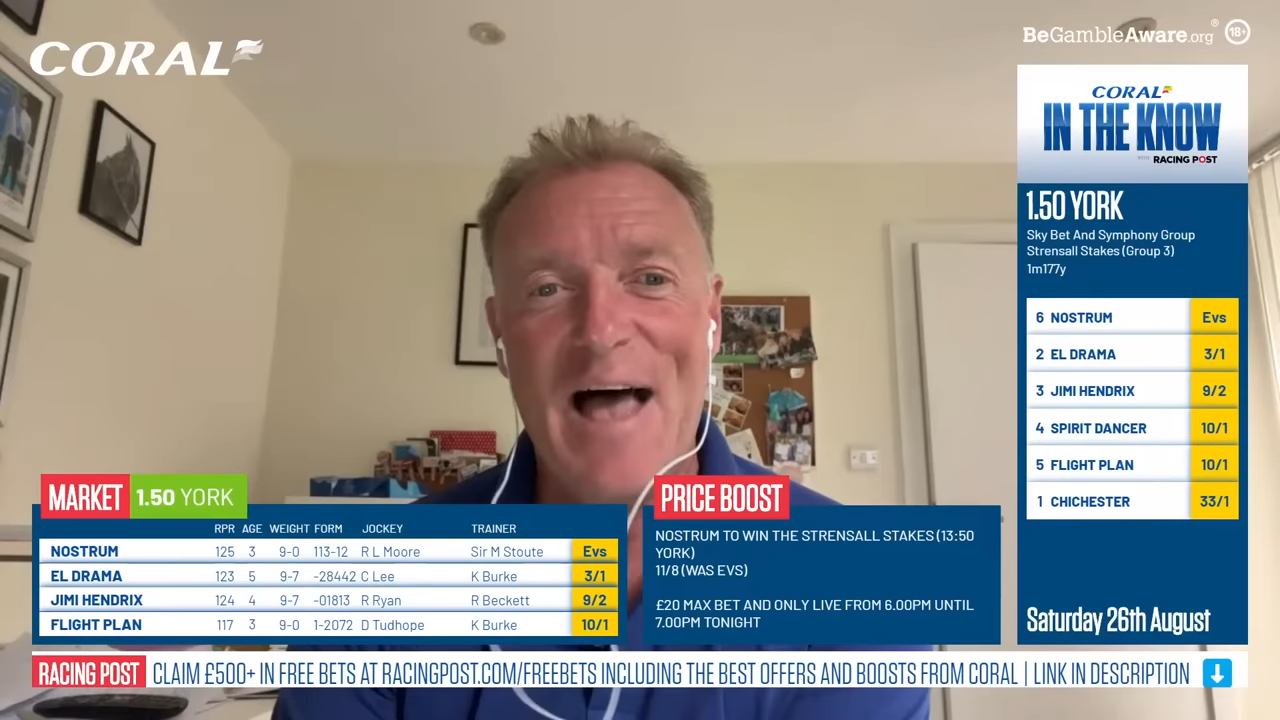 CORAL
BeGambleAware.org® 18+
CORAL
IN THE KNOW
WITH RACING POST
1.50 YORK
Sky Bet And Symphony Group
Strensall Stakes (Group 3)
1m177y
6 NOSTRUM Evs
2 EL DRAMA 3/1
3 JIMI HENDRIX 9/2
4 SPIRIT DANCER 10/1
5 FLIGHT PLAN 10/1
1 CHICHESTER 33/1
Saturday 26th August
MARKET 1.50 YORK
RPR AGE WEIGHT FORM JOCKEY TRAINER
NOSTRUM 125 3 9-0 113-12 R L Moore Sir M Stoute Evs
EL DRAMA 123 5 9-7 -28442 C Lee K Burke 3/1
JIMI HENDRIX 124 4 9-7 -01813 R Ryan R Beckett 9/2
FLIGHT PLAN 117 3 9-0 1-2072 D Tudhope K Burke 10/1
PRICE BOOST
NOSTRUM TO WIN THE STRENSALL STAKES (13:50
YORK)
11/8 (WAS EVS)
£20 MAX BET AND ONLY LIVE FROM 6.00PM UNTIL
7.00PM TONIGHT
RACING POST CLAIM £500+ IN FREE BETS AT RACINGPOST.COM/FREEBETS INCLUDING THE BEST OFFERS AND BOOSTS FROM CORAL | LINK IN DESCRIPTION